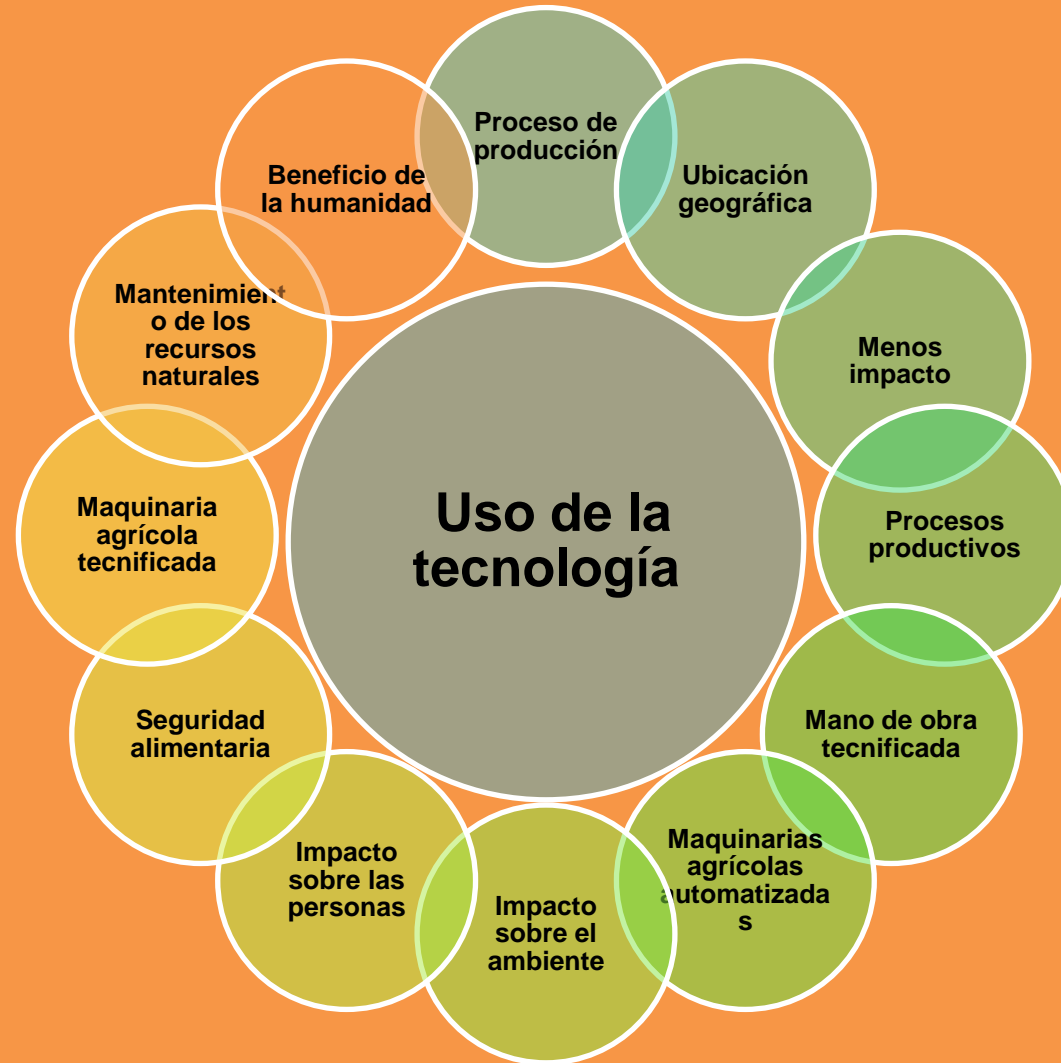 Proceso de
producción
Ubicación
geográfica
Menos
impacto
Procesos
productivos
Mano de obra
tecnificada
Maquinarias
agrícolas
automatizada
s
Impacto
sobre el
ambiente
Impacto
sobre las
personas
Seguridad
alimentaria
Maquinaria
agrícola
tecnificada
Mantenimient
o de los
recursos
naturales
Beneficio de
la humanidad
Uso de la
tecnología